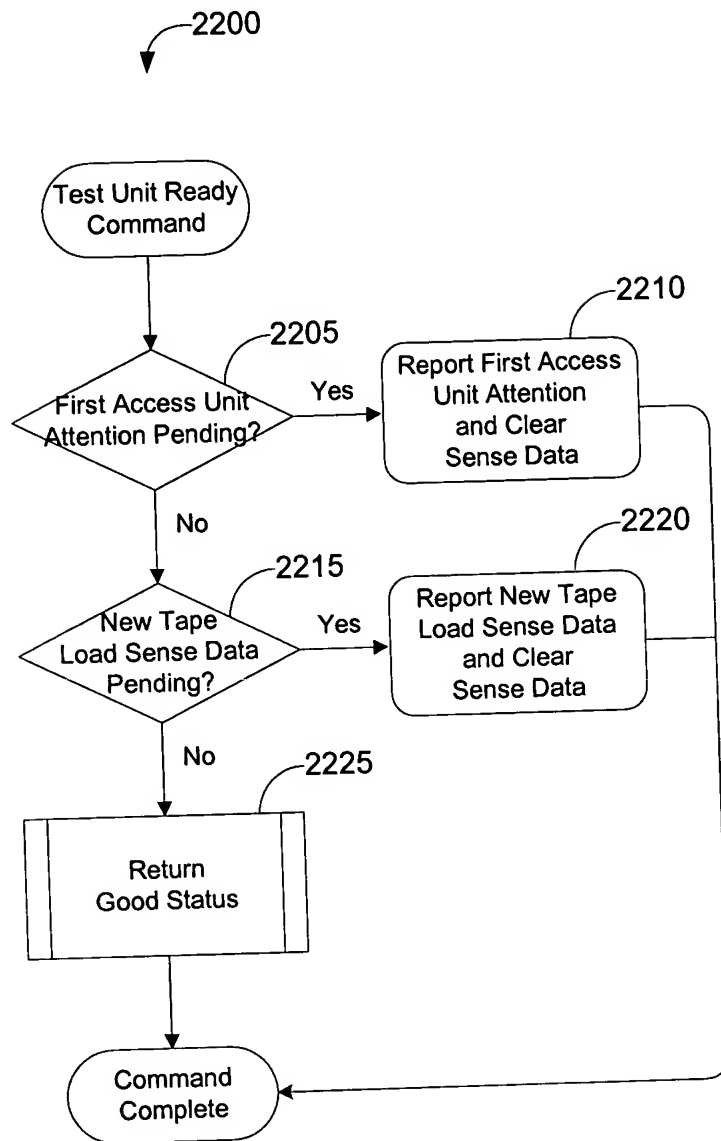 2200
Test Unit Ready
Command
2205
First Access Unit
Attention Pending?
Yes
2210
Report First Access
Unit Attention
and Clear
Sense Data
No
2215
New Tape
Load Sense Data
Pending?
Yes
2220
Report New Tape
Load Sense Data
and Clear
Sense Data
No
2225
Return
Good Status
Command
Complete